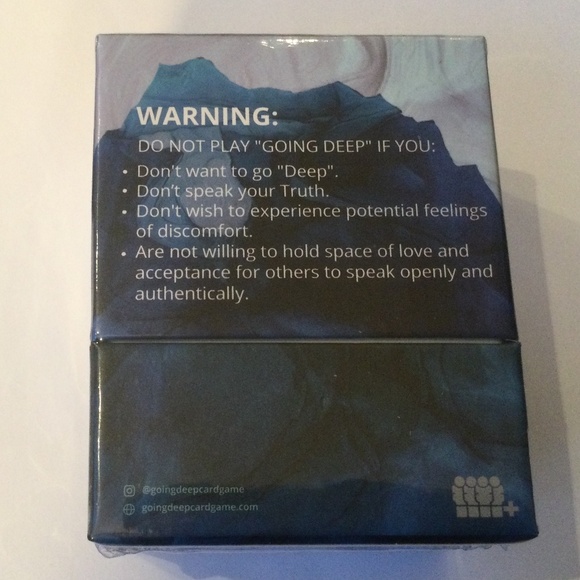 WARNING:
DO NOT PLAY "GOING DEEP" IF YOU:
• Don't want to go "Deep".
• Don't speak your Truth.
• Don't wish to experience potential feelings
of discomfort.
• Are not willing to hold space of love and
acceptance for others to speak openly and
authentically.
@goingdeepcardgame
goingdeepcardgame.com
+